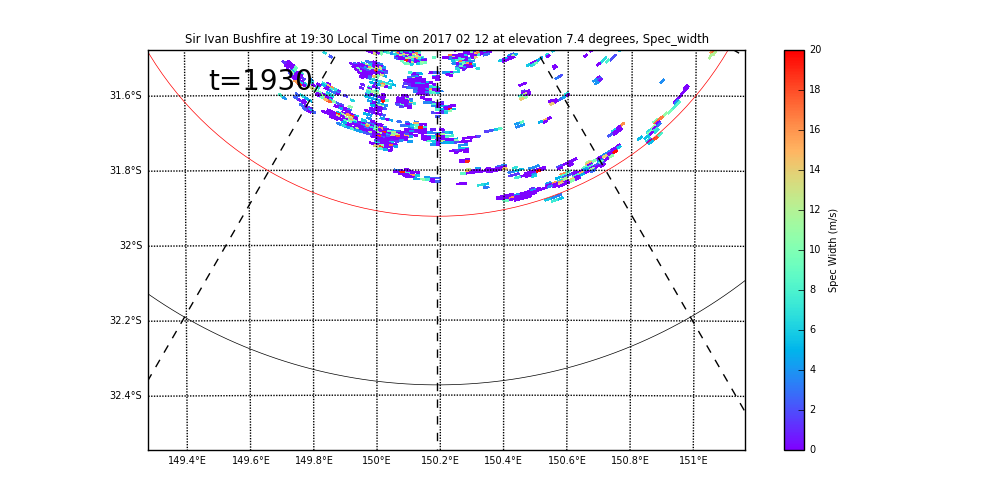 Sir Ivan Bushfire at 19:30 Local Time on 2017 02 12 at elevation 7.4 degrees, Spec_width
t=1930
31.6°S
31.8°S
32°S
32.2°S
32.4°S
149.4°E 149.6°E 149.8°E 150°E 150.2°E 150.4°E 150.6°E 150.8°E 151°E
20
18
16
14
12
10
8
6
4
2
0
Spec Width (m/s)